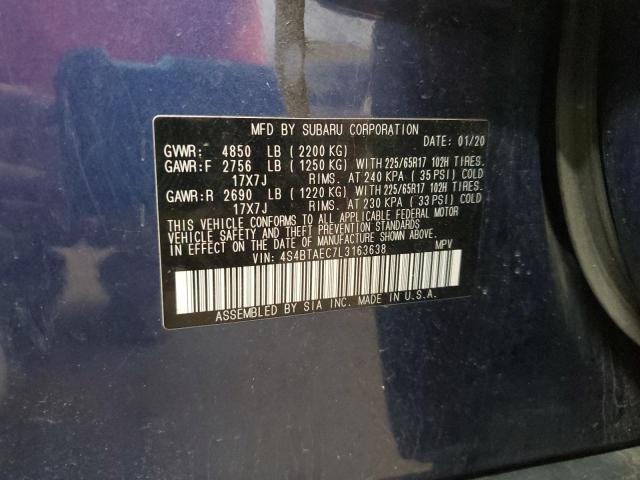 MFD BY SUBARU CORPORATION
DATE: 01/20
GVWR: 4850 LB (2200 KG)
GAWR:F 2756 LB (1250 KG) WITH 225/65R17 102H TIRES.
17X7J RIMS. AT 240 KPA (35 PSI) COLD
GAWR:R 2690 LB (1220 KG) WITH 225/65R17 102H TIRES.
17X7J RIMS. AT 230 KPA (33 PSI) COLD
THIS VEHICLE CONFORMS TO ALL APPLICABLE FEDERAL MOTOR
VEHICLE SAFETY AND THEFT PREVENTION STANDARDS
IN EFFECT ON THE DATE OF MANUFACTURE SHOWN ABOVE.
VIN: 4S4BTAEC7L3163638 MPV
ASSEMBLED BY SIA INC. MADE IN U.S.A.